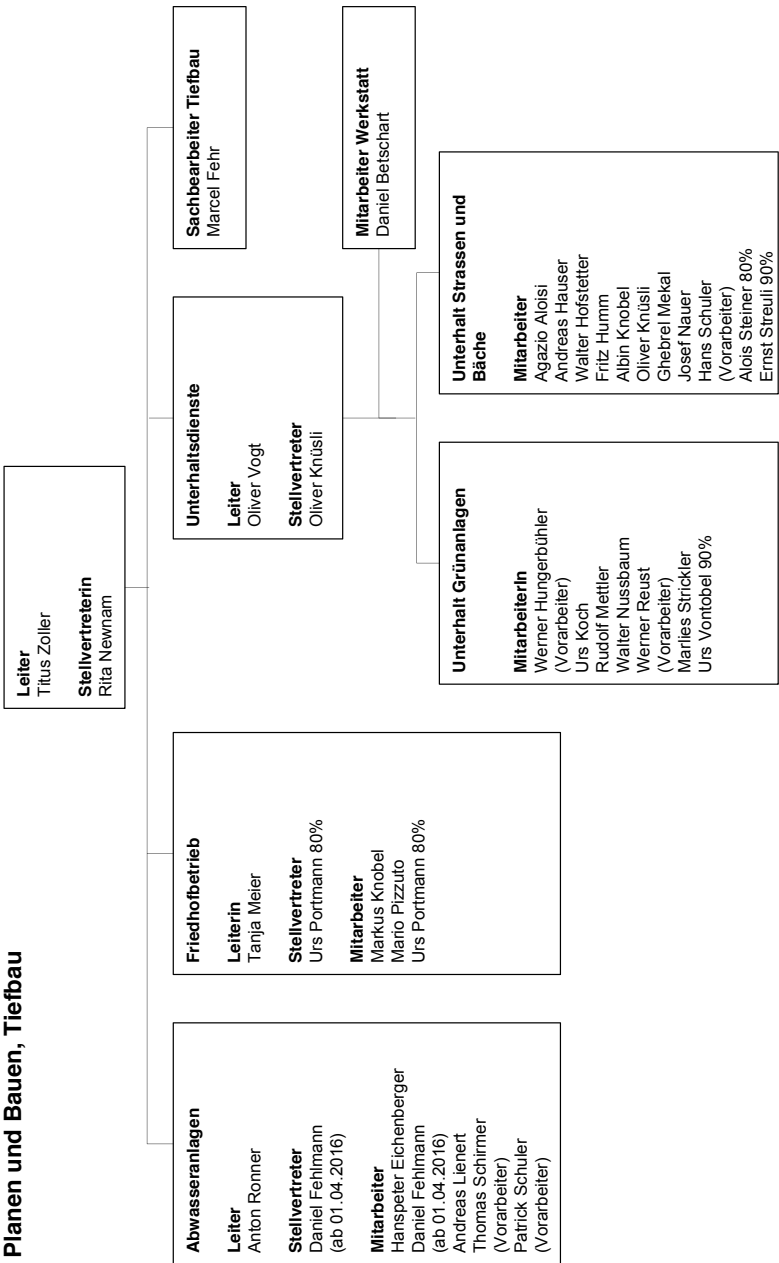 Planen und Bauen, Tiefbau
Leiter
Titus Zoller
Stellvertreterin
Rita Newnam
Abwasseranlagen
Leiter
Anton Ronner
Stellvertreter
Daniel Fehlmann
(ab 01.04.2016)
Mitarbeiter
Hanspeter Eichenberger
Daniel Fehlmann
(ab 01.04.2016)
Andreas Lienert
Thomas Schirmer
(Vorarbeiter)
Patrick Schuler
(Vorarbeiter)
Friedhofbetrieb
Leiterin
Tanja Meier
Stellvertreter
Urs Portmann 80%
Mitarbeiter
Markus Knobel
Mario Pizzuto
Urs Portmann 80%
Unterhaltsdienste
Leiter
Oliver Vogt
Stellvertreter
Oliver Knüsli
Sachbearbeiter Tiefbau
Marcel Fehr
Mitarbeiter Werkstatt
Daniel Betschart
Unterhalt Grünanlagen
MitarbeiterIn
Werner Hungerbühler
(Vorarbeiter)
Urs Koch
Rudolf Mettler
Walter Nussbaum
Werner Reust
(Vorarbeiter)
Marlies Strickler
Urs Vontobel 90%
Unterhalt Strassen und
Bäche
Mitarbeiter
Agazio Aloisi
Andreas Hauser
Walter Hofstetter
Fritz Humm
Albin Knobel
Oliver Knüsli
Ghebrel Mekal
Josef Nauer
Hans Schuler
(Vorarbeiter)
Alois Steiner 80%
Ernst Streuli 90%